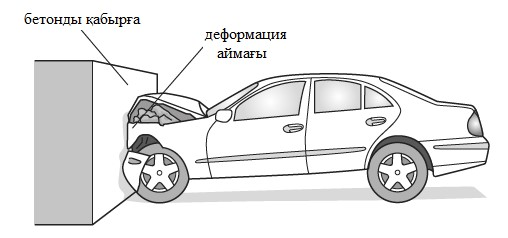 бетонды қабырға
деформация
аймағы